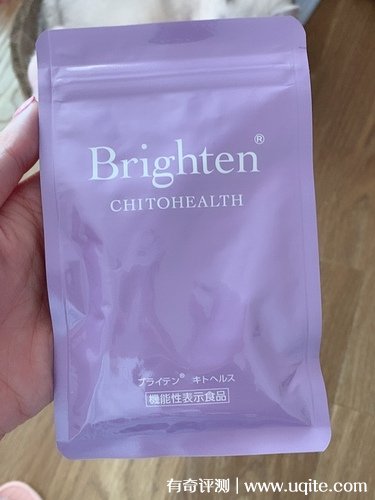 Brighten®
CHITOHEALTH
ブライテン® キトヘルス
機能性表示食品
有奇评测 | www.uqite.com